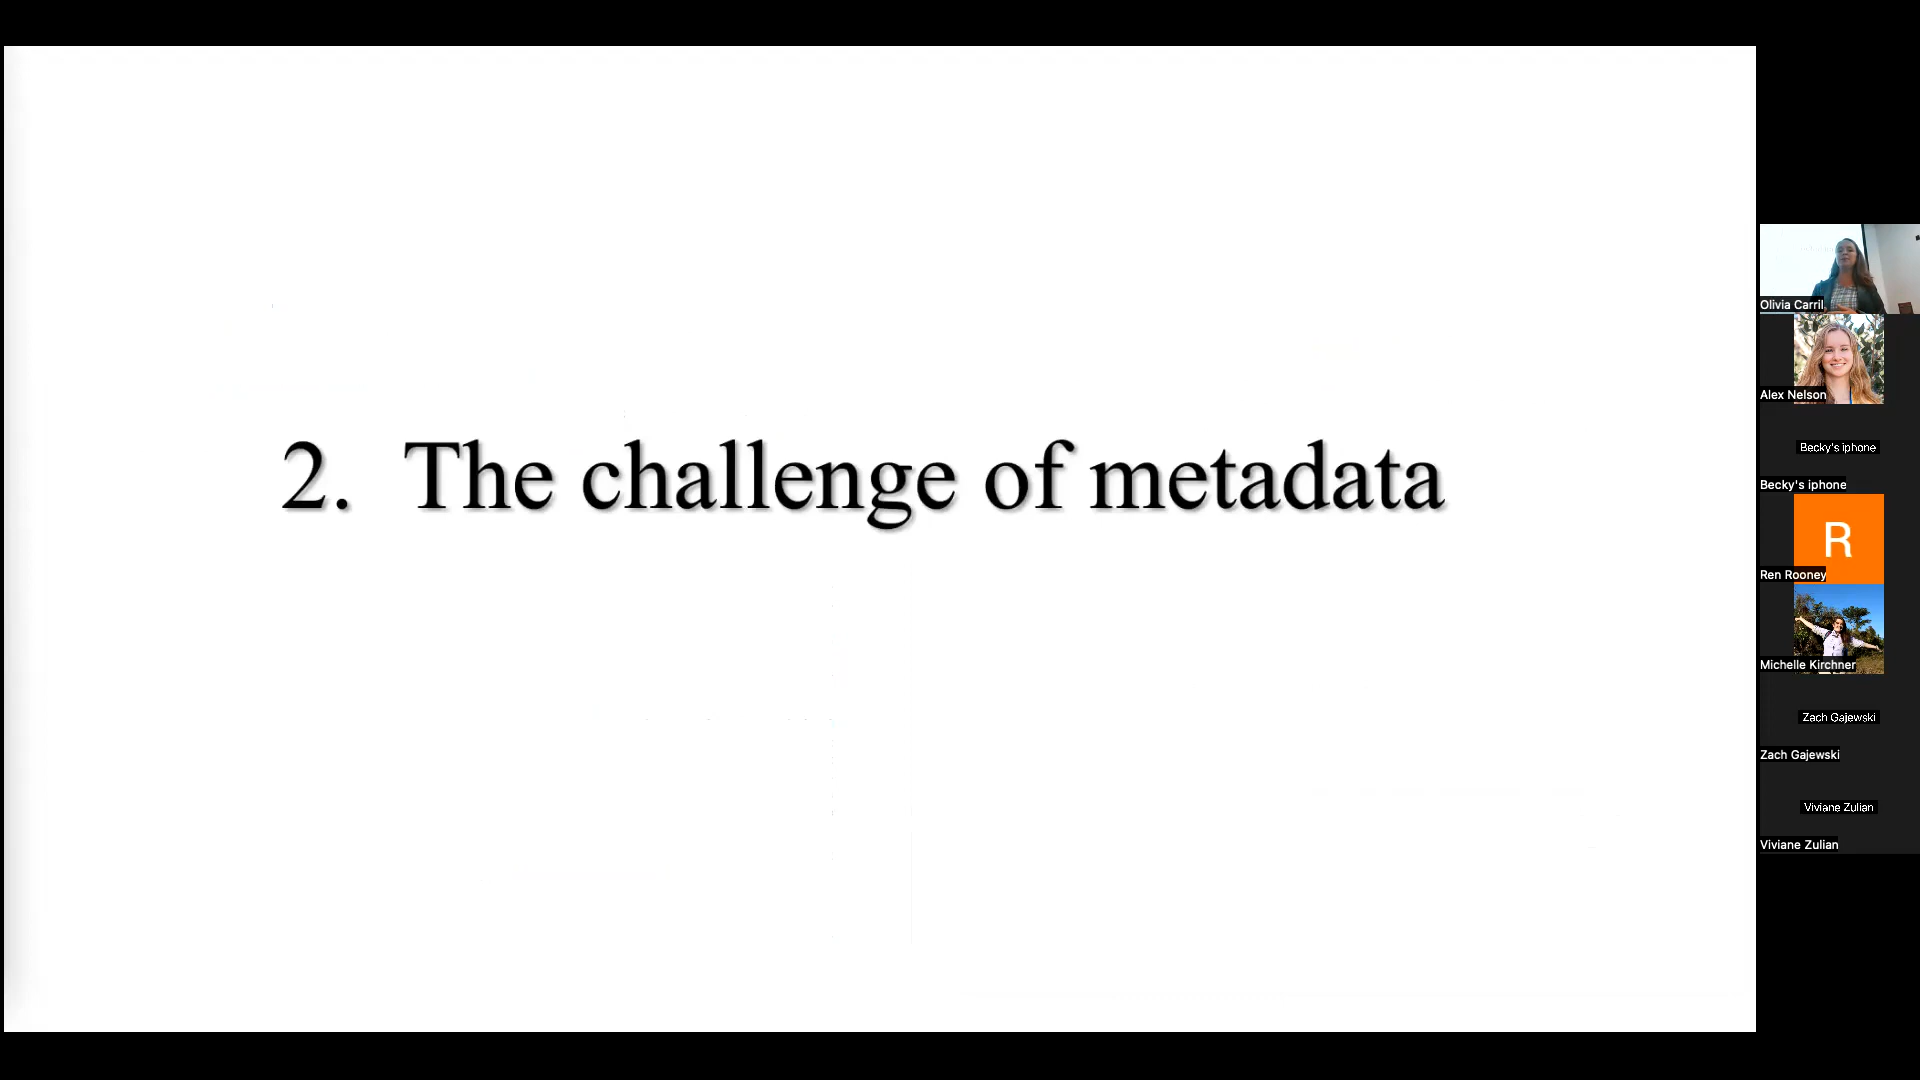 2. The challenge of metadata
Olivia Carril
Alex Nelson
Becky's iphone
Becky's iphone
R
Ren Rooney
Michelle Kirchner
Zach Gajewski
Zach Gajewski
Viviane Zulian
Viviane Zulian